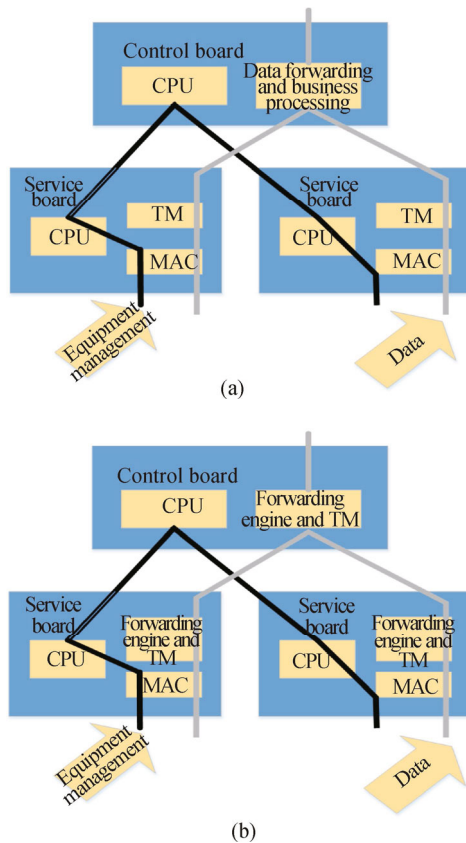 Control board
CPU
Data forwarding
and business
processing
Service
board
CPU
TM
MAC
Service
board
CPU
TM
MAC
Equipment
management
Data
(a)
Control board
CPU
Forwarding
engine and TM
Service
board
CPU
Forwarding
engine and
TM
MAC
Service
board
CPU
Forwarding
engine and
TM
MAC
Equipment
management
Data
(b)